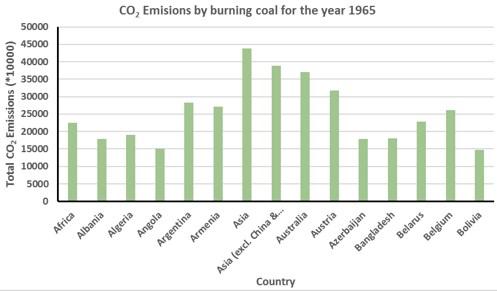 CO₂ Emisions by burning coal for the year 1965
Total CO₂ Emissions (*10000)
50000
45000
40000
35000
30000
25000
20000
15000
10000
5000
0
Africa
Albania
Algeria
Angola
Argentina
Armenia
Asia
Asia (excl. China &...
Australia
Austria
Azerbaijan
Bangladesh
Belarus
Belgium
Bolivia
Country